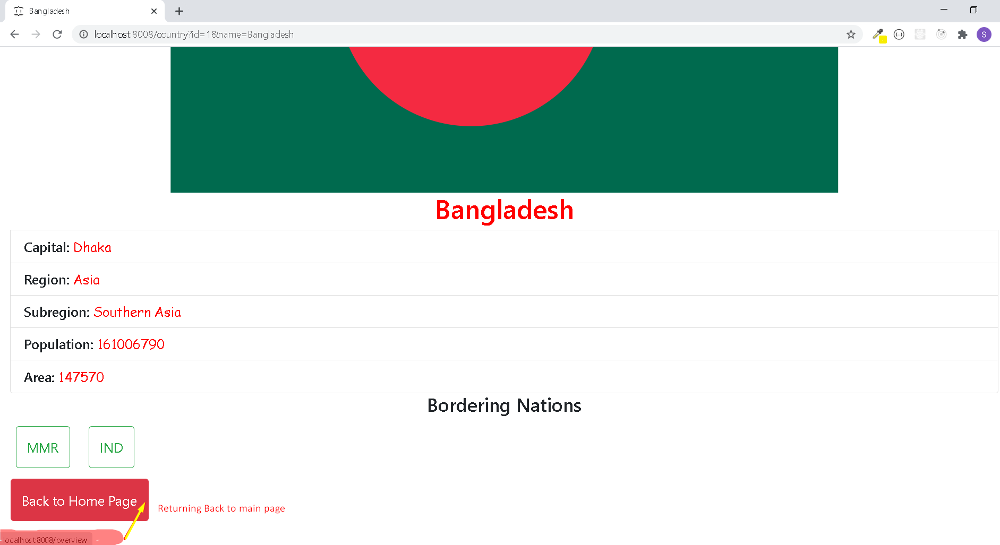 Bangladesh
localhost:8008/country?id=1&name=Bangladesh
S
Bangladesh
Capital: Dhaka
Region: Asia
Subregion: Southern Asia
Population: 161006790
Area: 147570
Bordering Nations
MMR IND
Back to Home Page
Returning Back to main page
localhost:8008/overview